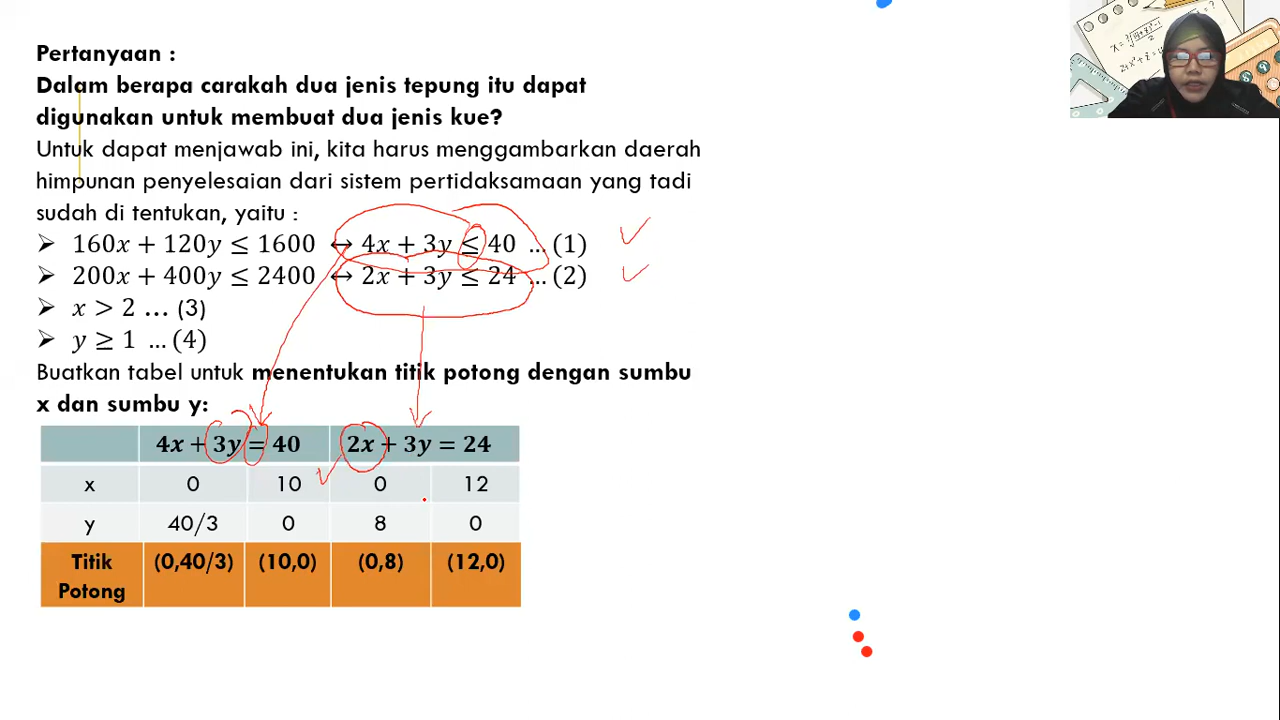 Pertanyaan :
Dalam berapa carakah dua jenis tepung itu dapat
digunakan untuk membuat dua jenis kue?
Untuk dapat menjawab ini, kita harus menggambarkan daerah
himpunan penyelesaian dari sistem pertidaksamaan yang tadi
sudah di tentukan, yaitu :
➢ 160x + 120y ≤ 1600 ↔ 4x + 3y ≤ 40 ... (1)
➢ 200x + 400y ≤ 2400 ↔ 2x + 3y ≤ 24 ... (2)
➢ x > 2 ... (3)
➢ y ≥ 1 ... (4)
Buatkan tabel untuk menentukan titik potong dengan sumbu
x dan sumbu y:
4x + 3y = 40 2x + 3y = 24
x 0 10 0 12
y 40/3 0 8 0
Titik Potong (0,40/3) (10,0) (0,8) (12,0)